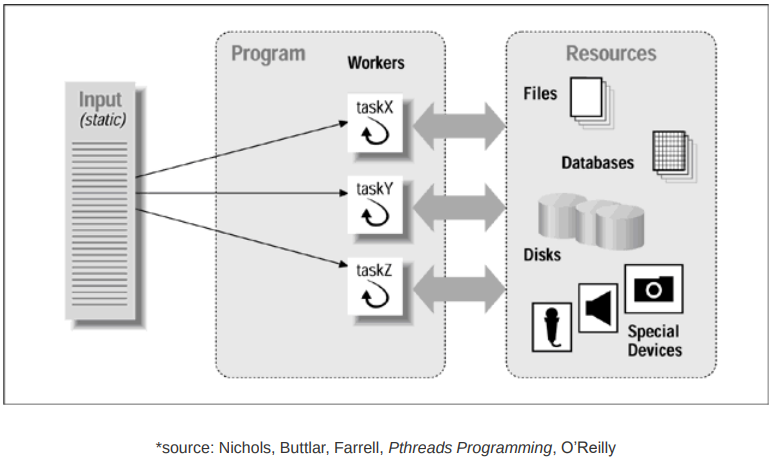 Input
(static)
Program
Workers
taskX
taskY
taskZ
Resources
Files
Databases
Disks
Special
Devices
*source: Nichols, Buttlar, Farrell, Pthreads Programming, O’Reilly